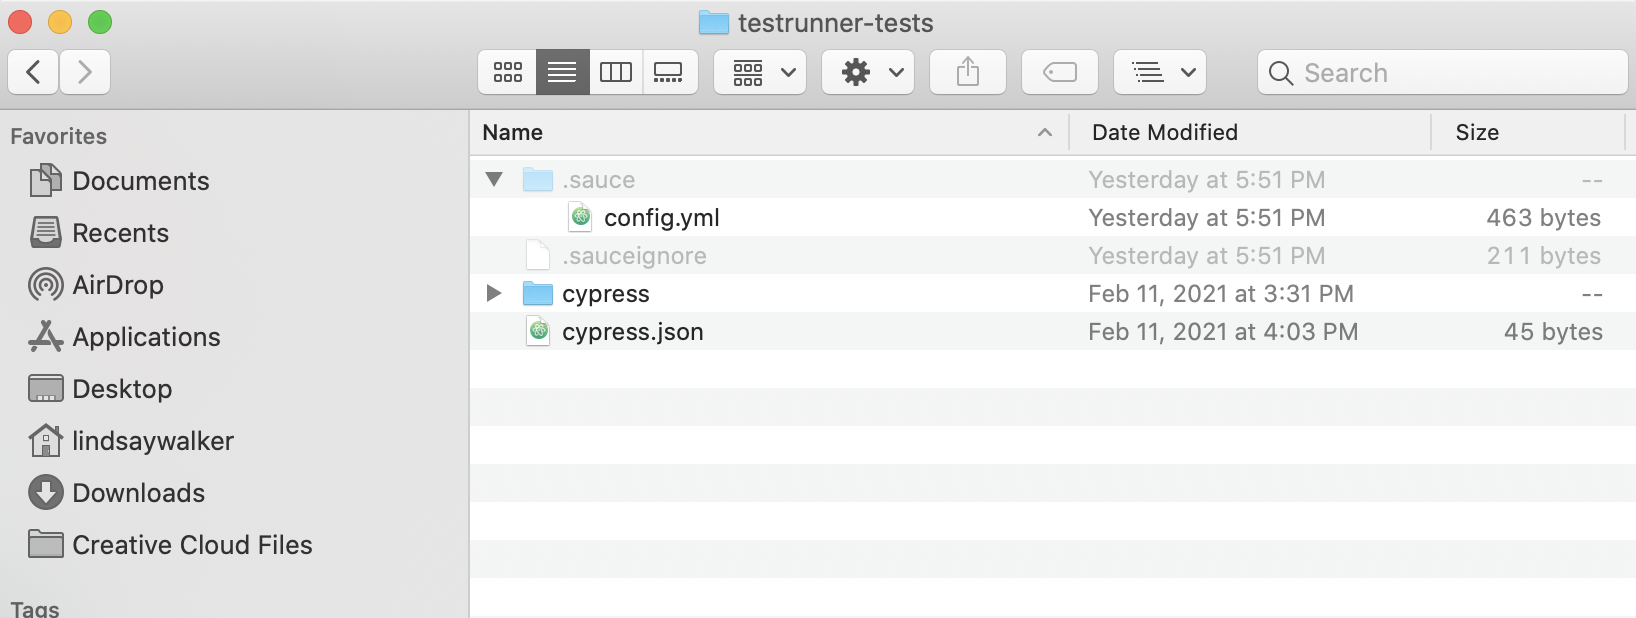 testrunner-tests
Search
Favorites
Documents
Recents
AirDrop
Applications
Desktop
lindsaywalker
Downloads
Creative Cloud Files
Tags
Name Date Modified Size
.sauce Yesterday at 5:51 PM --
config.yml Yesterday at 5:51 PM 463 bytes
.sauceignore Yesterday at 5:51 PM 211 bytes
cypress Feb 11, 2021 at 3:31 PM --
cypress.json Feb 11, 2021 at 4:03 PM 45 bytes